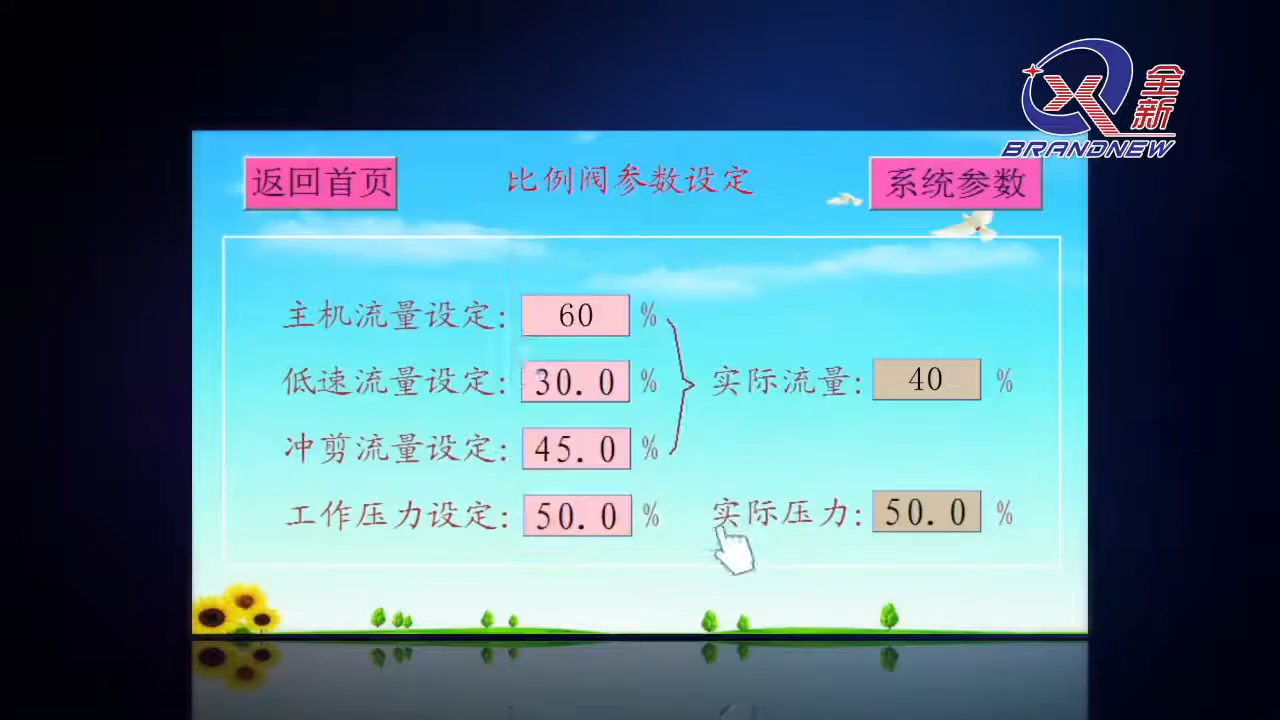 全新
BRANDNEW
返回首页 比例阀参数设定 系统参数
主机流量设定: 60 %
低速流量设定: 30.0 % 实际流量: 40 %
冲剪流量设定: 45.0 %
工作压力设定: 50.0 % 实际压力: 50.0 %